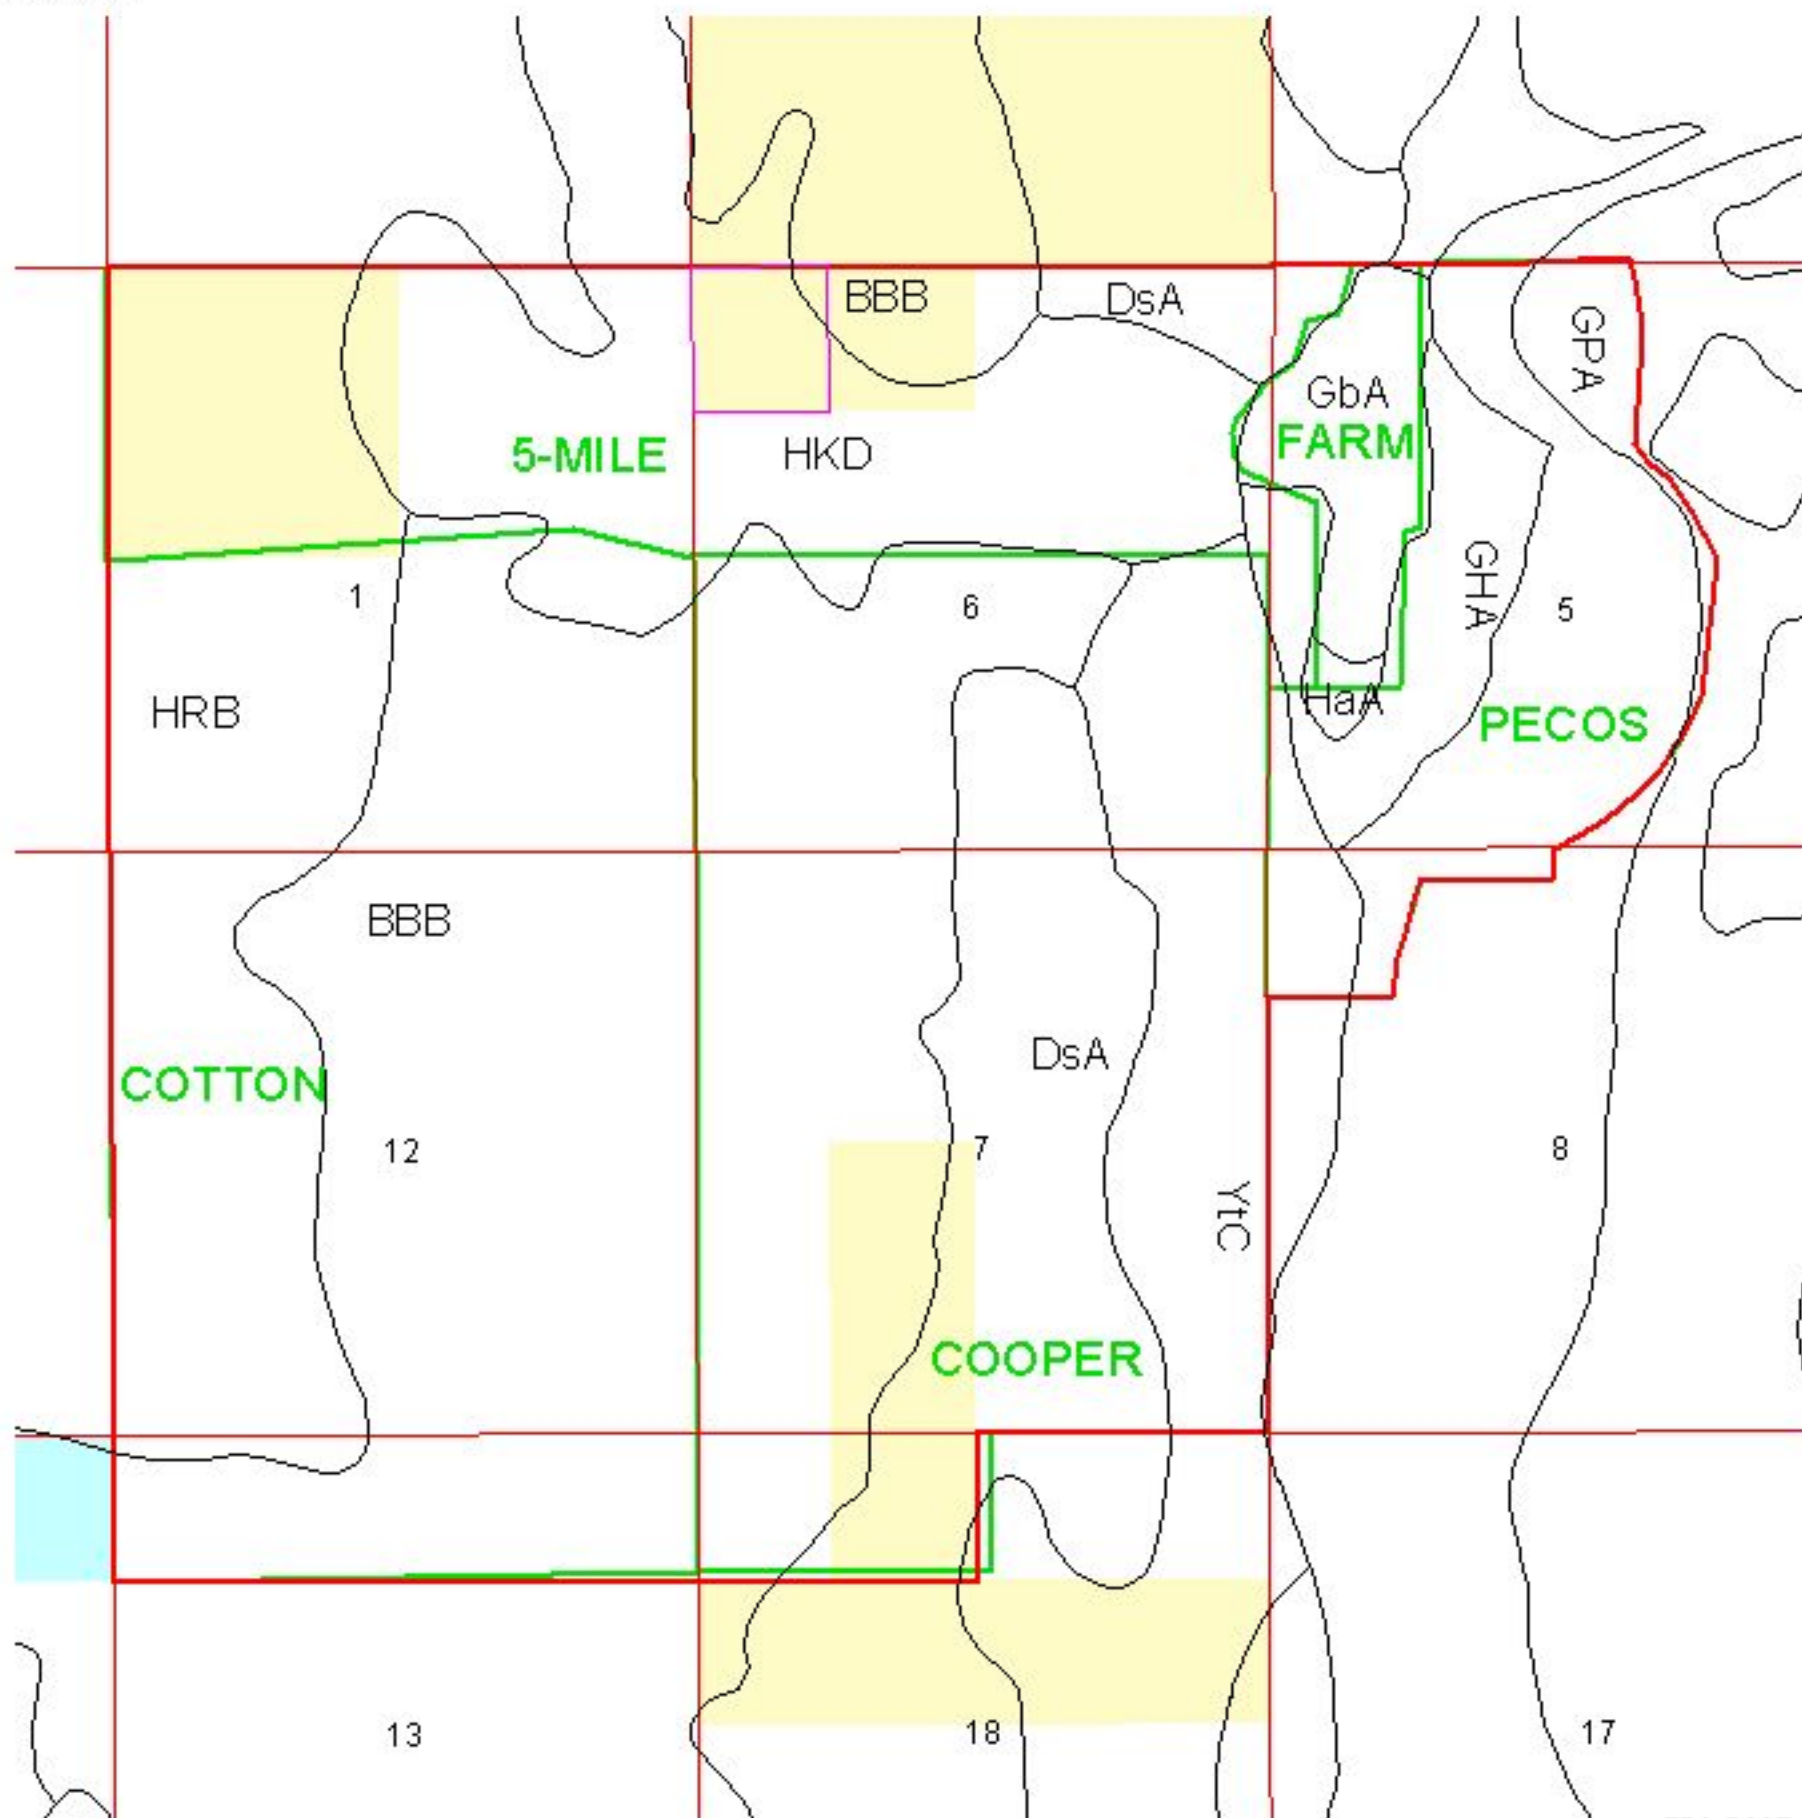 BBB
DsA
GPA
GbA
5-MILE
HKD
FARM
GHA
1
6
5
HRB
HaA
PECOS
BBB
DsA
COTTON
12
7
8
YtC
COOPER
13
18
17